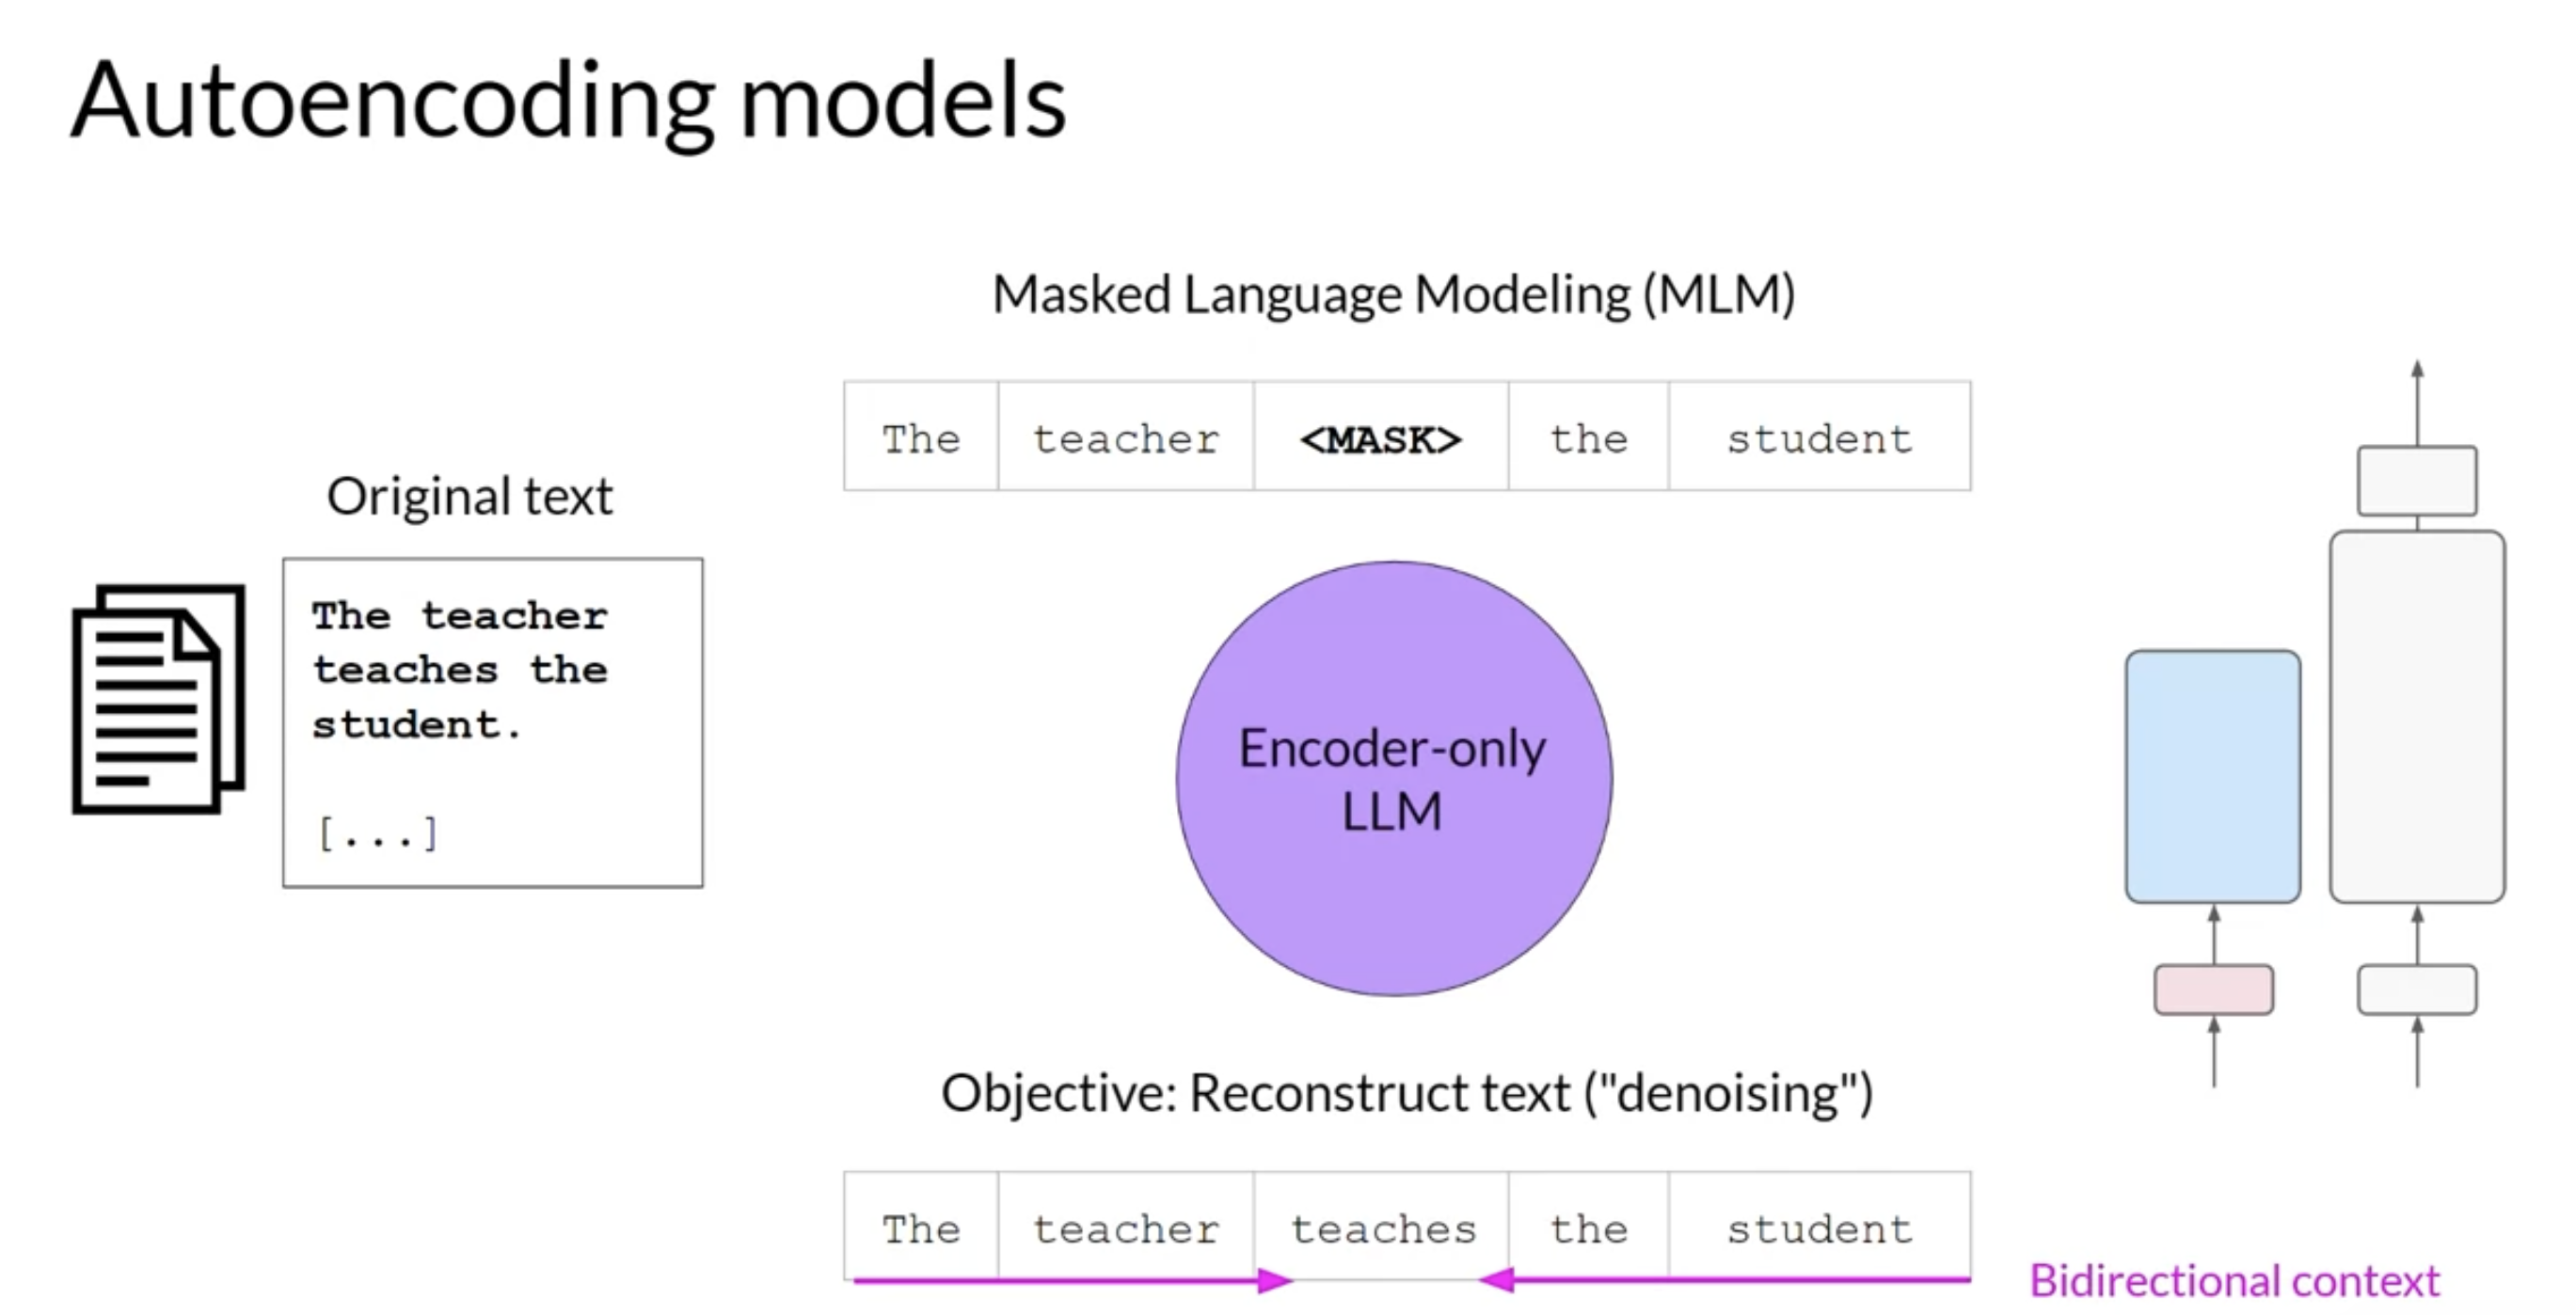 Autoencoding models
Masked Language Modeling (MLM)
The teacher <MASK> the student
Original text
The teacher
teaches the
student.
[...]
Encoder-only
LLM
Objective: Reconstruct text ("denoising")
The teacher teaches the student
Bidirectional context